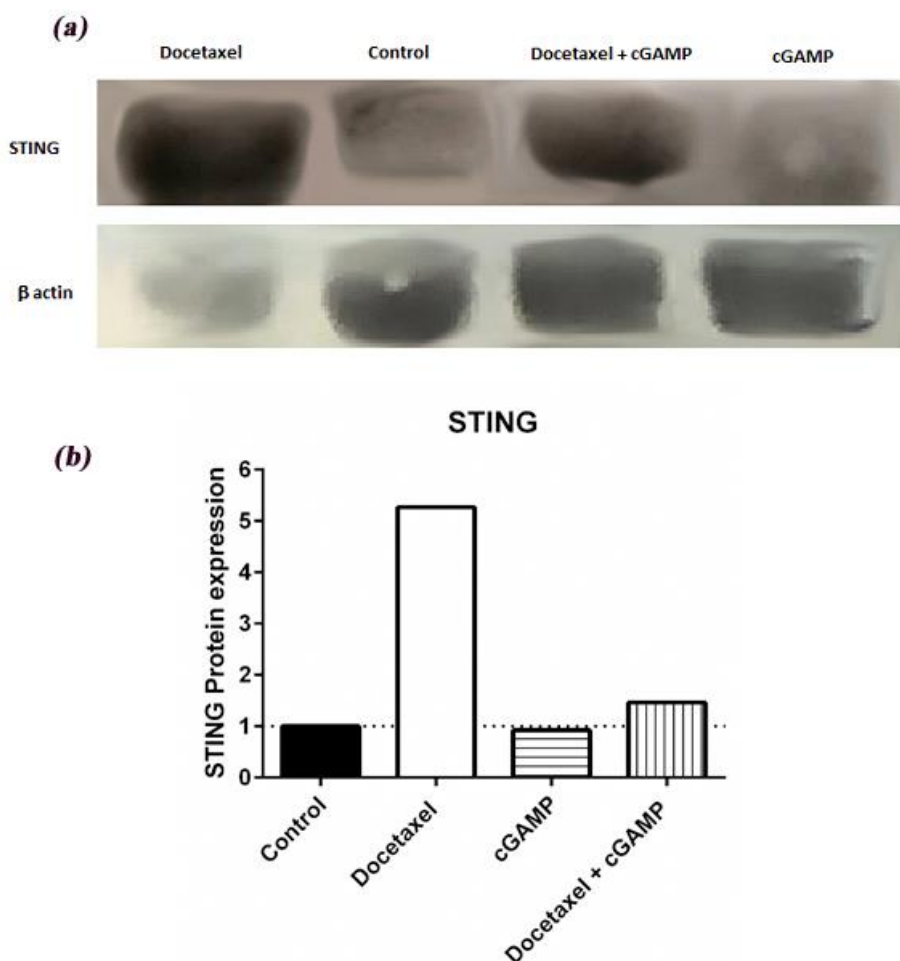 (a)
Docetaxel Control Docetaxel + cGAMP cGAMP
STING
β actin
STING
(b)
STING Protein expression
6
5
4
3
2
1
0
Control
Docetaxel
cGAMP
Docetaxel + cGAMP